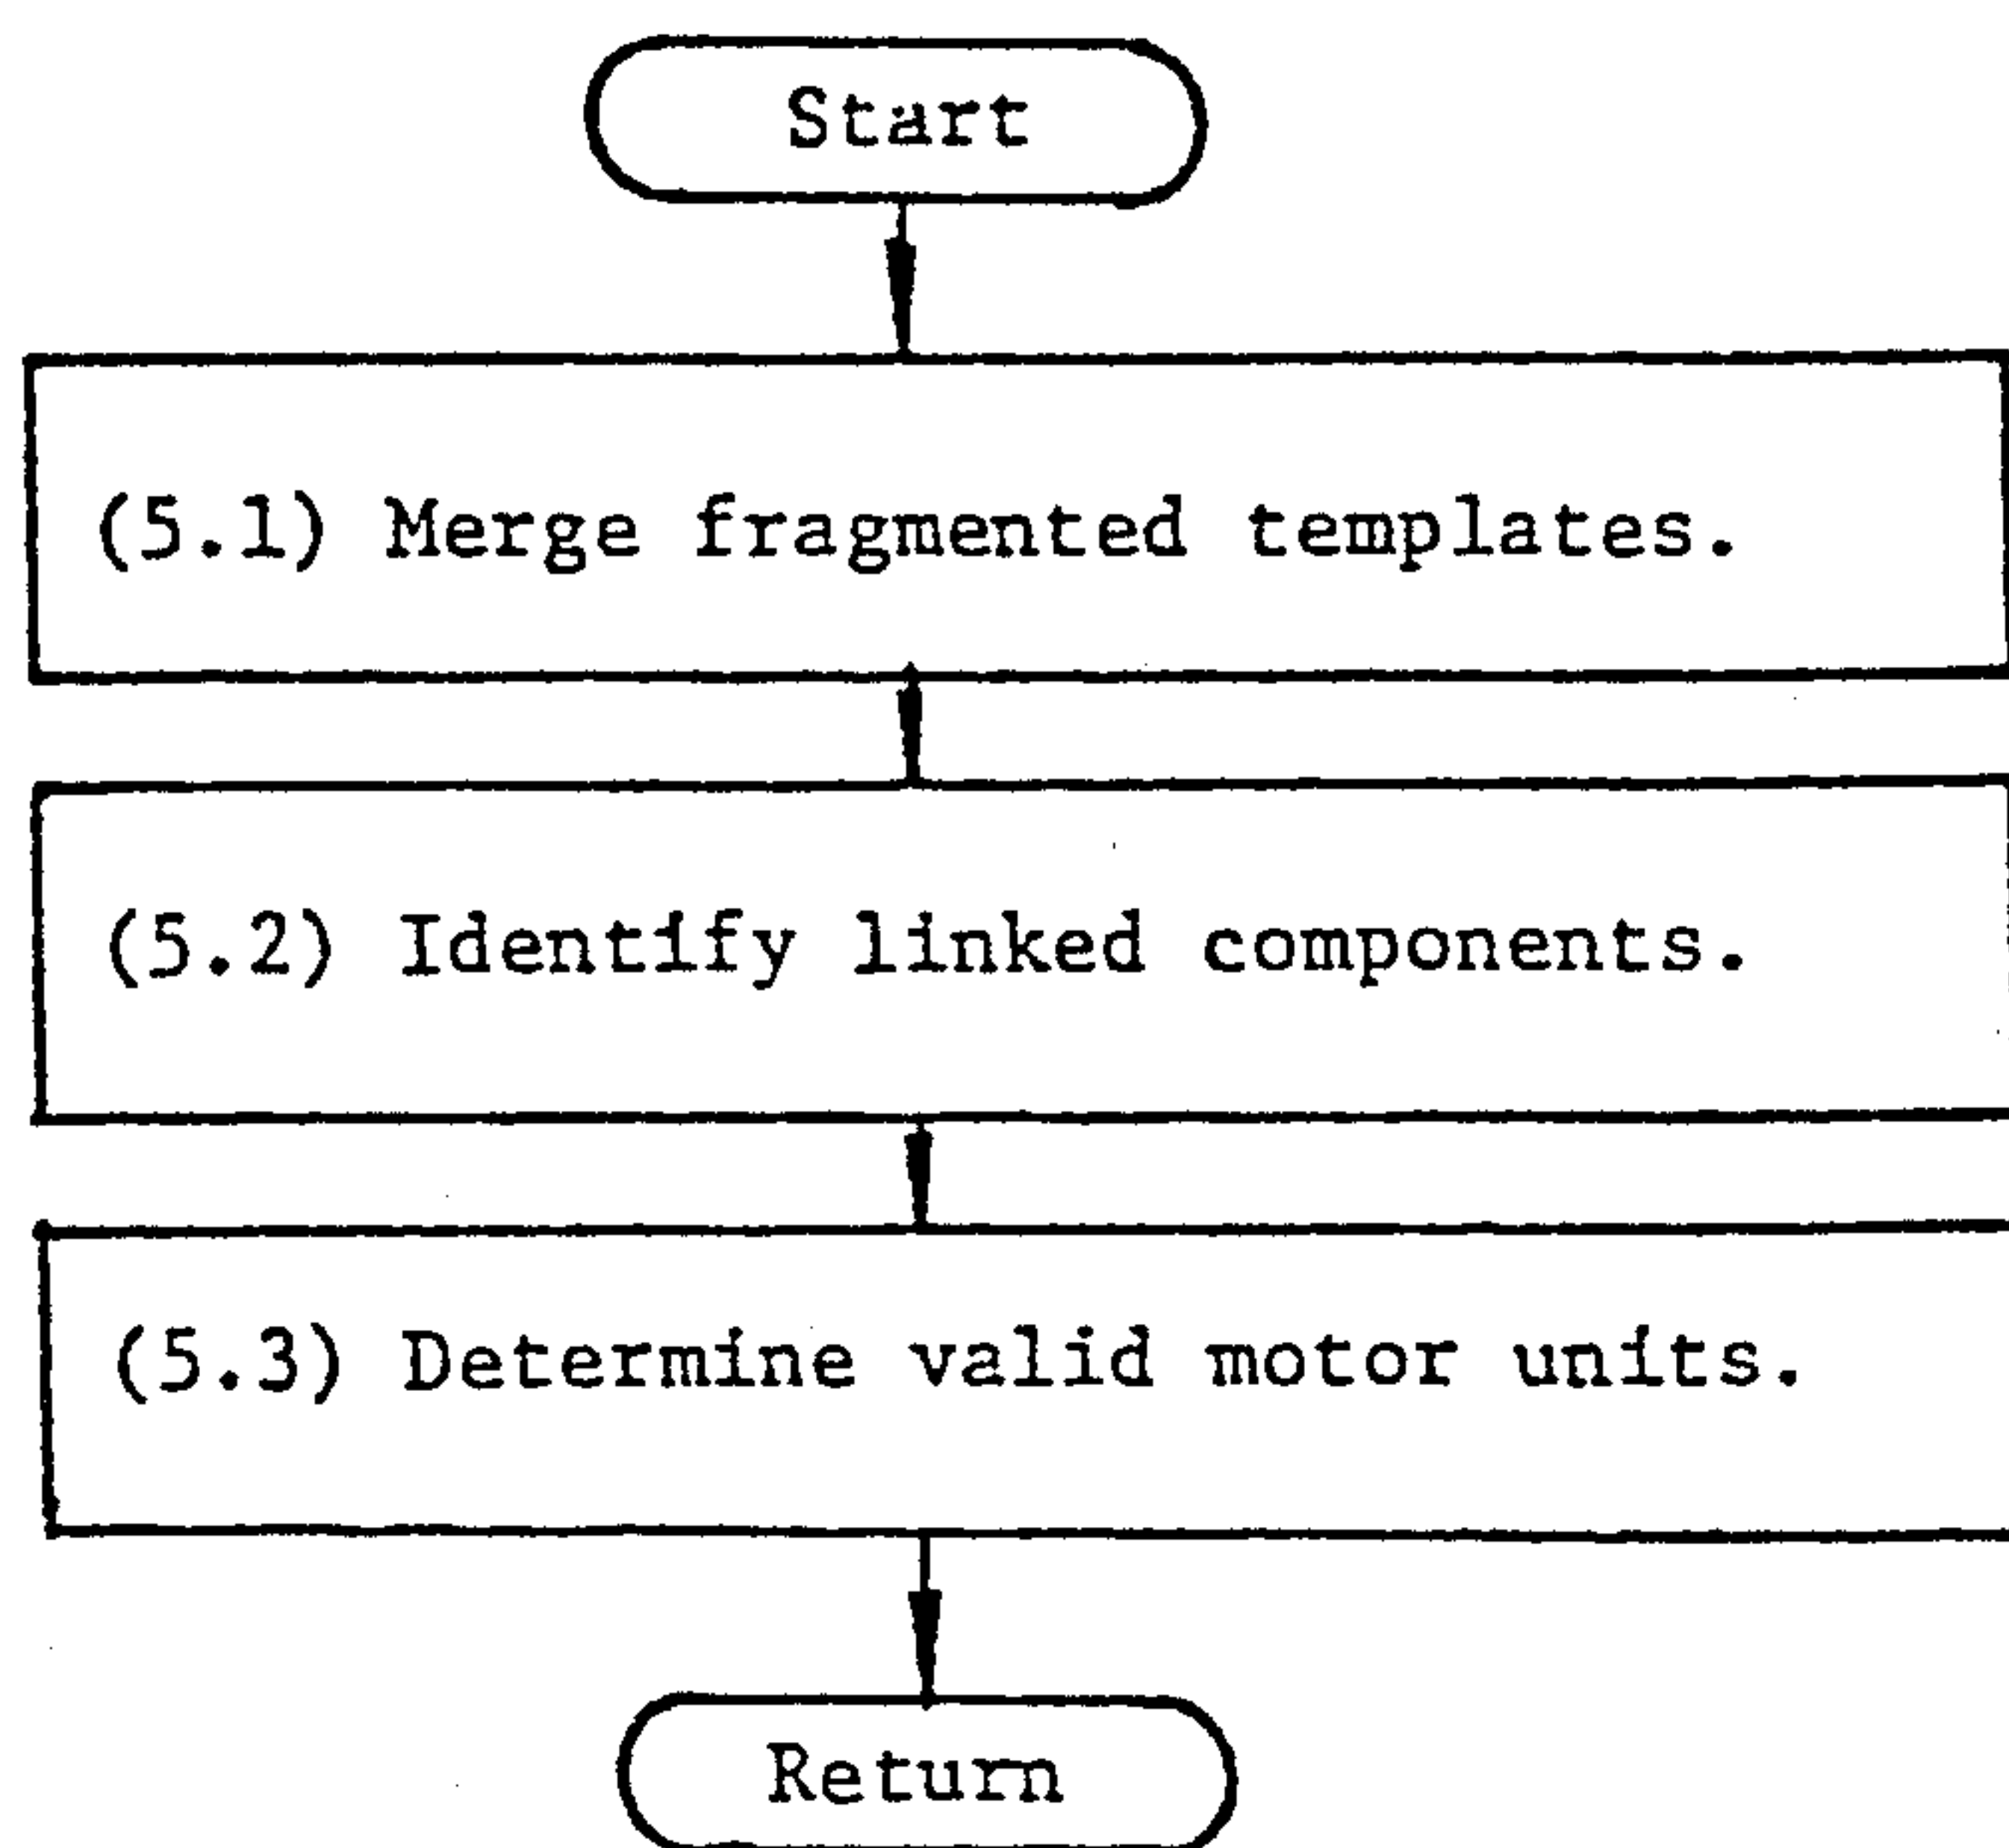 Start
(5.1) Merge fragmented templates.
(5.2) Identify linked components.
(5.3) Determine valid motor units.
Return